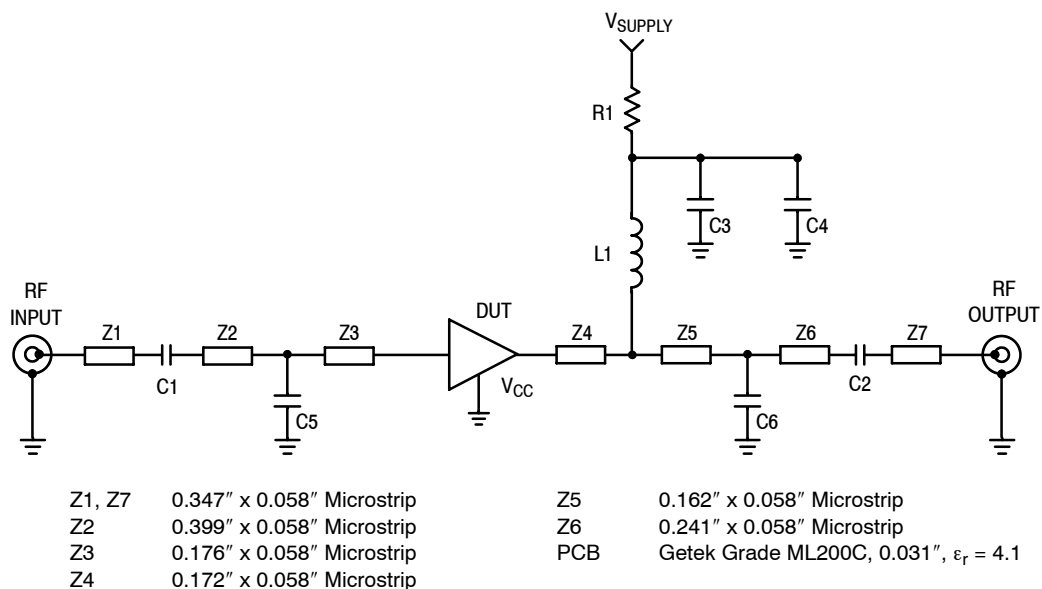 V_SUPPLY
R1
C3
C4
L1
RF
INPUT
Z1
Z2
Z3
DUT
Z4
Z5
Z6
Z7
RF
OUTPUT
C1
C5
V_CC
C6
C2
Z1, Z7 0.347″ x 0.058″ Microstrip
Z2 0.399″ x 0.058″ Microstrip
Z3 0.176″ x 0.058″ Microstrip
Z4 0.172″ x 0.058″ Microstrip
Z5 0.162″ x 0.058″ Microstrip
Z6 0.241″ x 0.058″ Microstrip
PCB Getek Grade ML200C, 0.031″, ε_r = 4.1